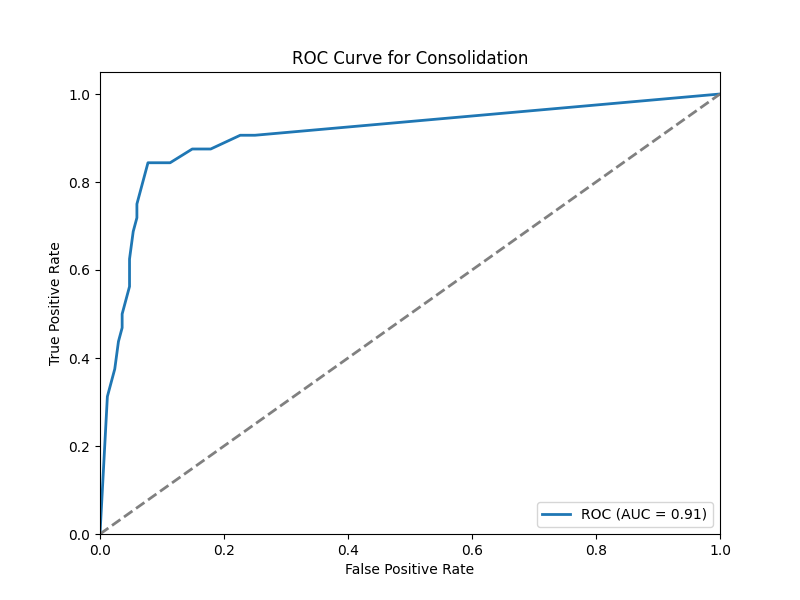 ROC Curve for Consolidation
1.0
0.8
0.6
0.4
0.2
0.0
True Positive Rate
ROC (AUC = 0.91)
0.0 0.2 0.4 0.6 0.8 1.0
False Positive Rate